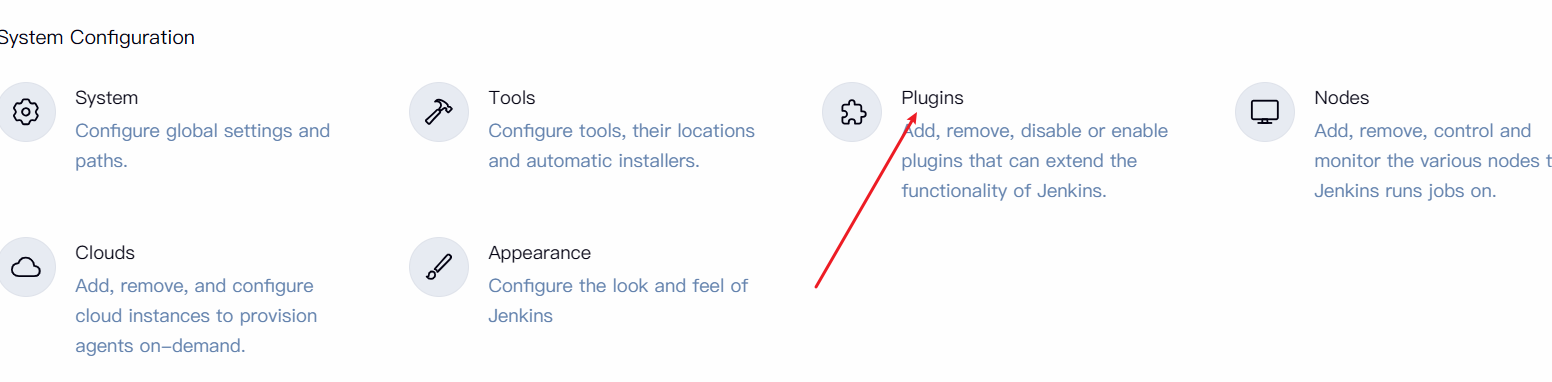 System Configuration
System
Configure global settings and
paths.
Tools
Configure tools, their locations
and automatic installers.
Plugins
Add, remove, disable or enable
plugins that can extend the
functionality of Jenkins.
Nodes
Add, remove, control and
monitor the various nodes t
Jenkins runs jobs on.
Clouds
Add, remove, and configure
cloud instances to provision
agents on-demand.
Appearance
Configure the look and feel of
Jenkins